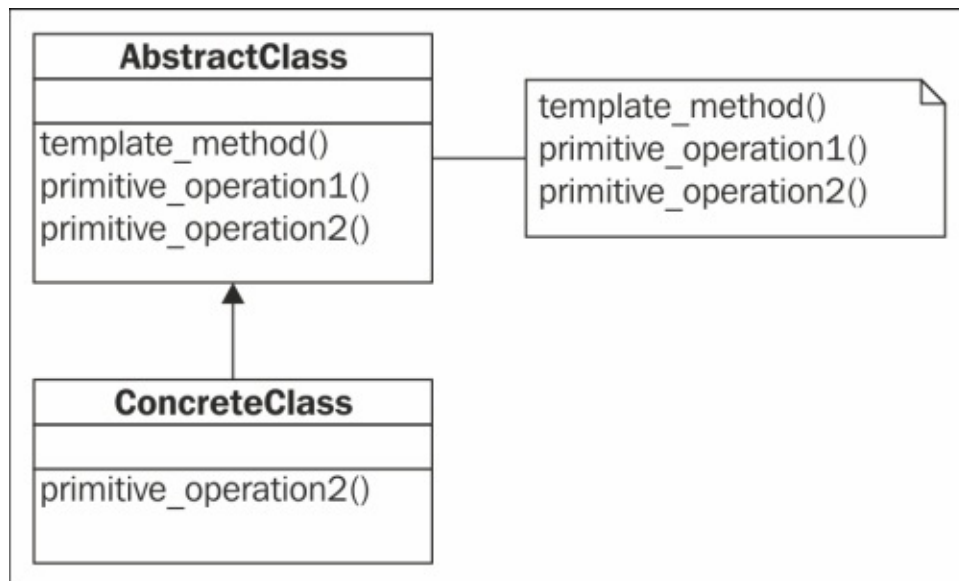 AbstractClass
template_method()
primitive_operation1()
primitive_operation2()
template_method()
primitive_operation1()
primitive_operation2()
ConcreteClass
primitive_operation2()